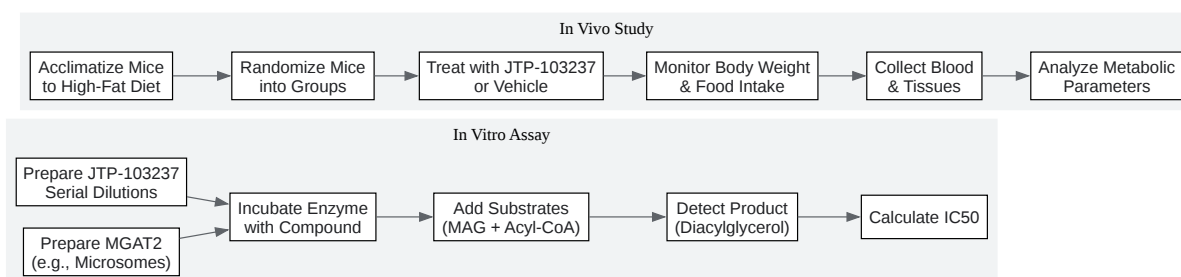 In Vivo Study
Acclimatize Mice
to High-Fat Diet
Randomize Mice
into Groups
Treat with JTP-103237
or Vehicle
Monitor Body Weight
& Food Intake
Collect Blood
& Tissues
Analyze Metabolic
Parameters
In Vitro Assay
Prepare JTP-103237
Serial Dilutions
Prepare MGAT2
(e.g., Microsomes)
Incubate Enzyme
with Compound
Add Substrates
(MAG + Acyl-CoA)
Detect Product
(Diacylglycerol)
Calculate IC50